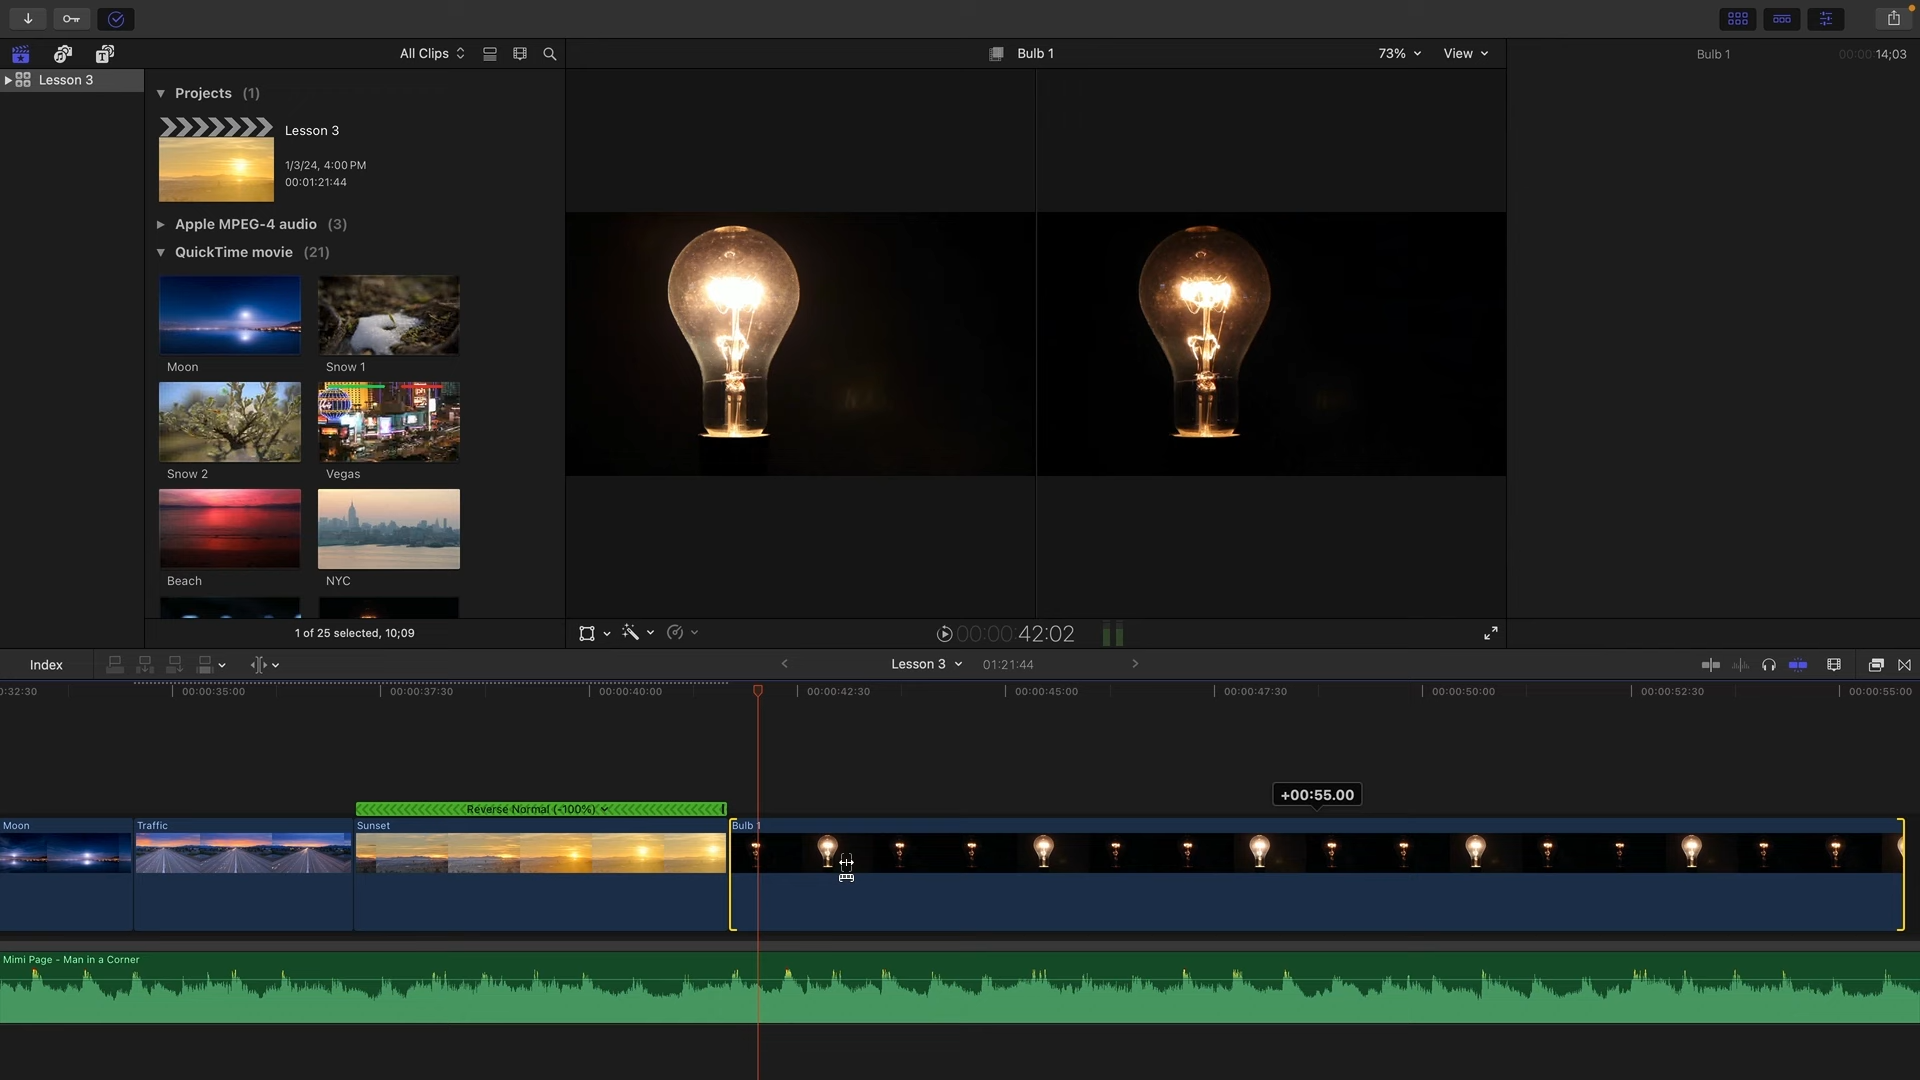 All Clips
Bulb 1
73%
View
Bulb 1
00:00:14;03
Lesson 3
Projects (1)
Lesson 3
1/3/24, 4:00 PM
00:01:21:44
Apple MPEG-4 audio (3)
QuickTime movie (21)
Moon
Snow 1
Snow 2
Vegas
Beach
NYC
1 of 25 selected, 10;09
00:00:42:02
Index
Lesson 3
01:21:44
0:32:30
00:00:35:00
00:00:37:30
00:00:40:00
00:00:42:30
00:00:45:00
00:00:47:30
00:00:50:00
00:00:52:30
00:00:55:00
+00:55.00
Reverse Normal (-100%)
Moon
Traffic
Sunset
Bulb 1
Mimi Page - Man in a Corner